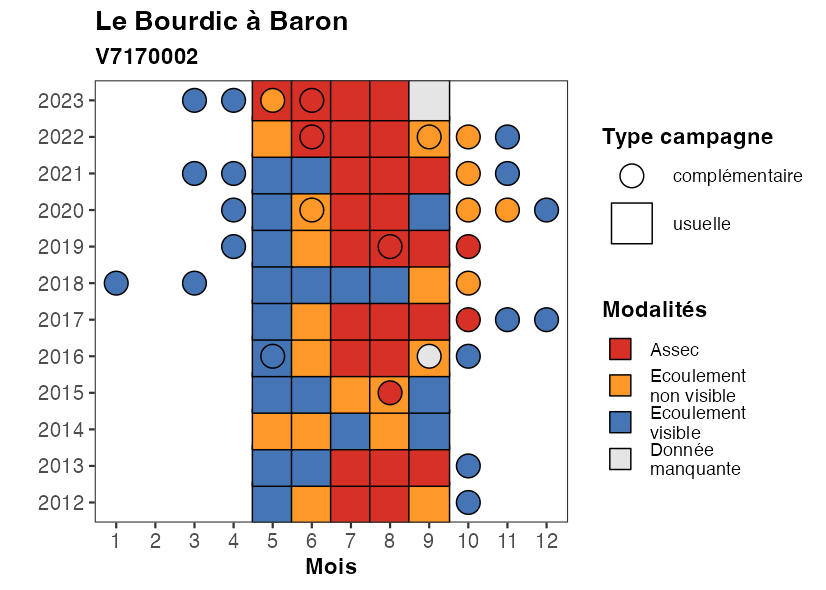 Le Bourdic à Baron
V7170002
2023
2022
2021
2020
2019
2018
2017
2016
2015
2014
2013
2012
1 2 3 4 5 6 7 8 9 10 11 12
Mois
Type campagne
complémentaire
usuelle
Modalités
Assec
Ecoulement
non visible
Ecoulement
visible
Donnée
manquante